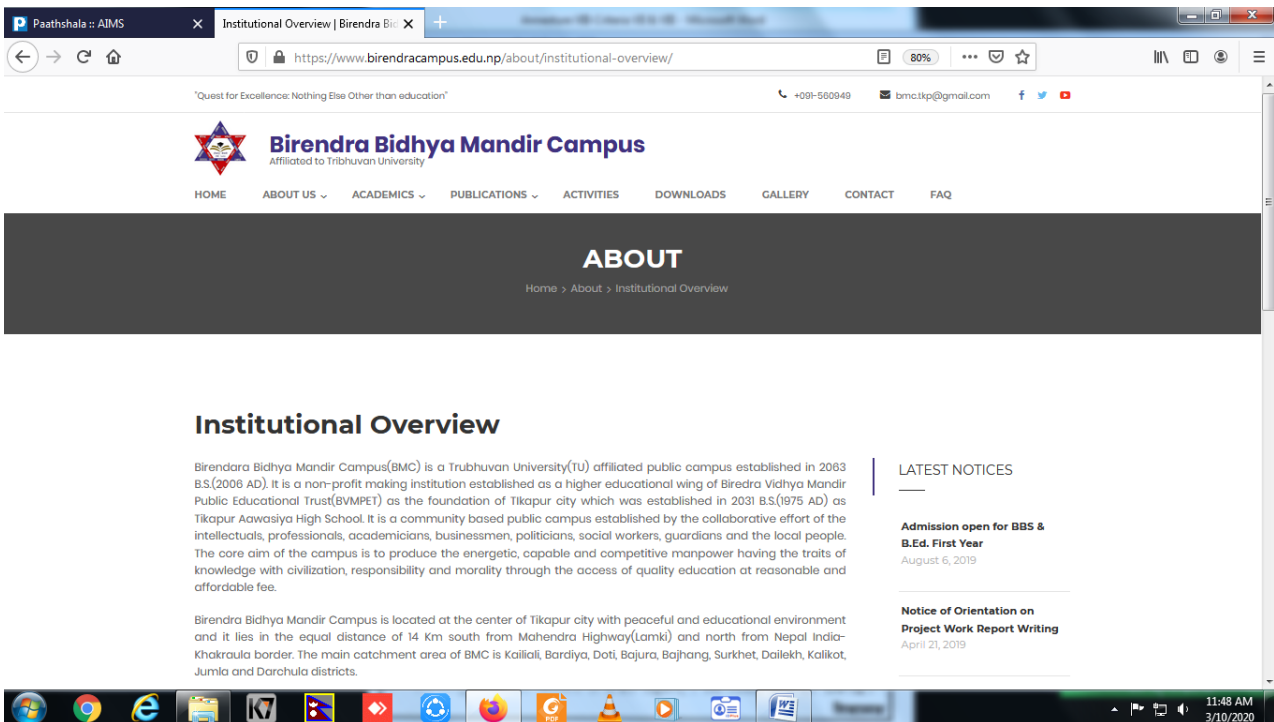 Paathshala :: AIMS
Institutional Overview | Birendra Bid
https://www.birendracampus.edu.np/about/institutional-overview/
80%
"Quest for Excellence: Nothing Else Other than education"
+091-560949
bmc.tkp@gmail.com
Birendra Bidhya Mandir Campus
Affiliated to Tribhuvan University
HOME ABOUT US ACADEMICS PUBLICATIONS ACTIVITIES DOWNLOADS GALLERY CONTACT FAQ
ABOUT
Home > About > Institutional Overview
Institutional Overview
Birendara Bidhya Mandir Campus(BMC) is a Trubhuvan University(TU) affiliated public campus established in 2063
B.S.(2006 AD). It is a non-profit making institution established as a higher educational wing of Biredra Vidhya Mandir
Public Educational Trust(BVMPET) as the foundation of TIkapur city which was established in 2031 B.S.(1975 AD) as
Tikapur Aawasiya High School. It is a community based public campus established by the collaborative effort of the
intellectuals, professionals, academicians, businessmen, politicians, social workers, guardians and the local people.
The core aim of the campus is to produce the energetic, capable and competitive manpower having the traits of
knowledge with civilization, responsibility and morality through the access of quality education at reasonable and
affordable fee.
Birendra Bidhya Mandir Campus is located at the center of Tikapur city with peaceful and educational environment
and it lies in the equal distance of 14 Km south from Mahendra Highway(Lamki) and north from Nepal India-
Khakraula border. The main catchment area of BMC is Kailiali, Bardiya, Doti, Bajura, Bajhang, Surkhet, Dailekh, Kalikot,
Jumla and Darchula districts.
LATEST NOTICES
Admission open for BBS &
B.Ed. First Year
August 6, 2019
Notice of Orientation on
Project Work Report Writing
April 21, 2019
11:48 AM
3/10/2020